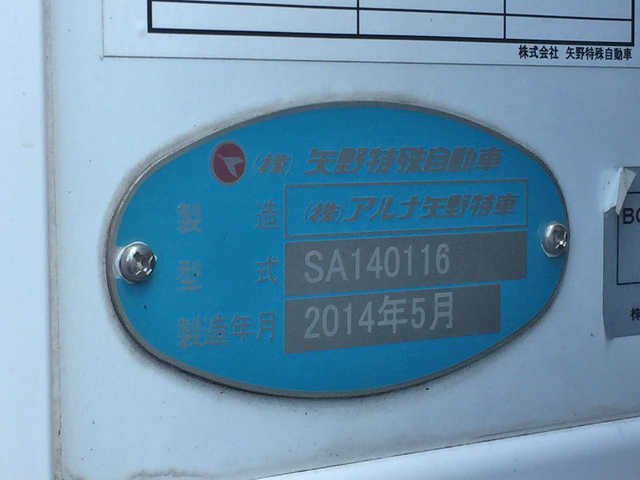 株式会社 矢野特殊自動車
(株) 矢野特殊自動車
製造 (株)アルナ矢野特車
型式 SA140116
製造年月 2014年5月
BO
株